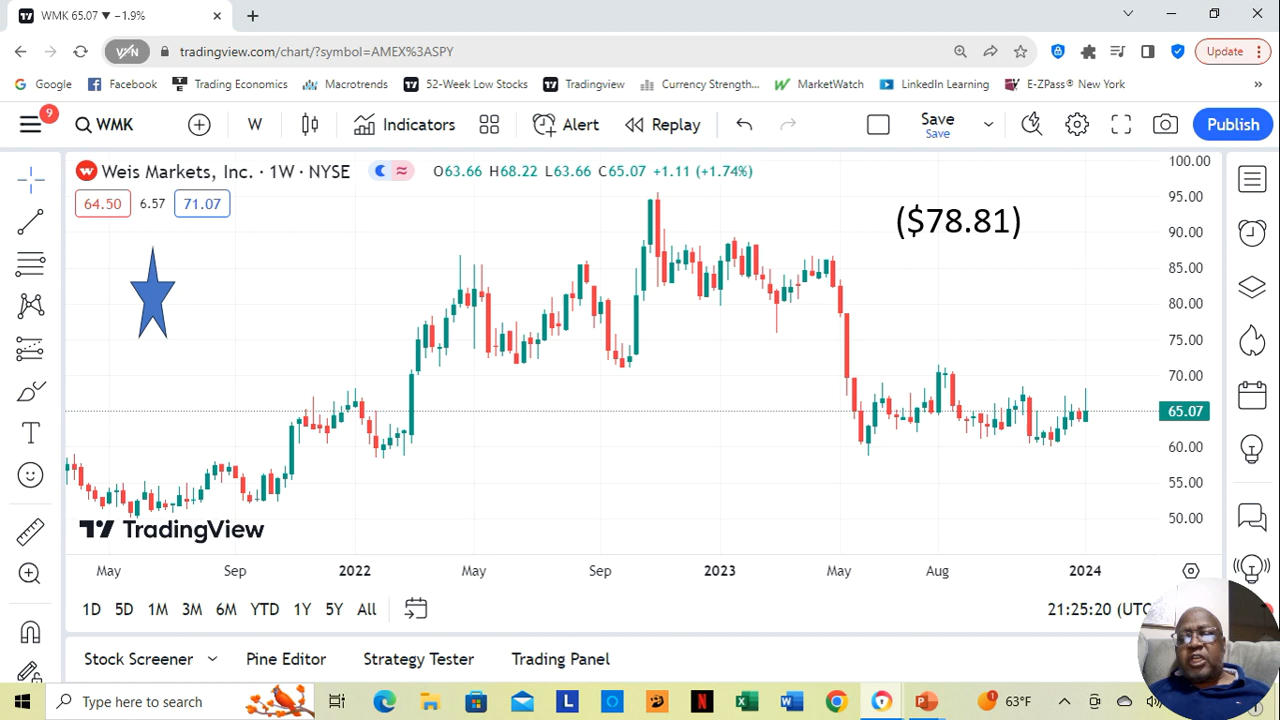 WMK 65.07 ▼ −1.9%
VPN tradingview.com/chart/?symbol=AMEX%3ASPY Update
Google Facebook Trading Economics Macrotrends 52-Week Low Stocks Tradingview Currency Strength... MarketWatch LinkedIn Learning E-ZPass® New York »
9 WMK W Indicators Alert Replay Save Save Publish
Weis Markets, Inc. · 1W · NYSE O63.66 H68.22 L63.66 C65.07 +1.11 (+1.74%)
64.50 6.57 71.07
($78.81)
100.00
95.00
90.00
85.00
80.00
75.00
70.00
65.07
60.00
55.00
50.00
TradingView
May Sep 2022 May Sep 2023 May Aug 2024
1D 5D 1M 3M 6M YTD 1Y 5Y All 21:25:20 (UTC
Stock Screener Pine Editor Strategy Tester Trading Panel
Type here to search 1 63°F